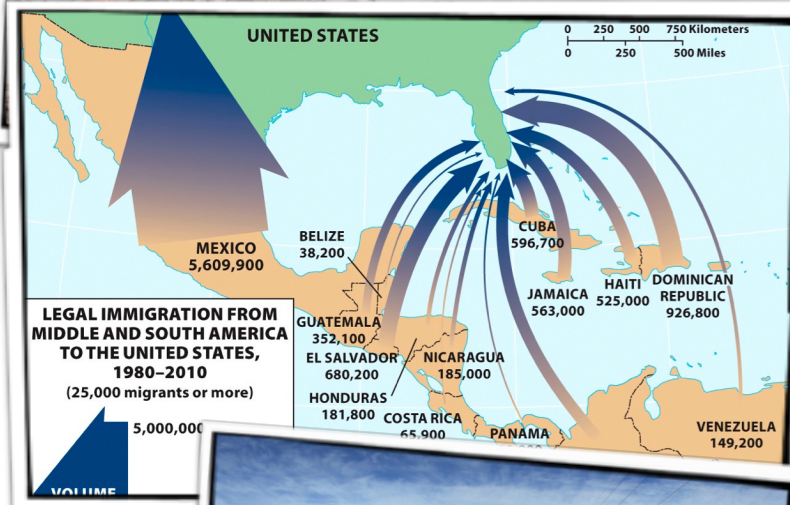 UNITED STATES
0 250 500 750 Kilometers
0 250 500 Miles
MEXICO
5,609,900
BELIZE
38,200
CUBA
596,700
JAMAICA
563,000
HAITI
525,000
DOMINICAN
REPUBLIC
926,800
GUATEMALA
352,100
EL SALVADOR
680,200
NICARAGUA
185,000
HONDURAS
181,800
COSTA RICA
65,900
PANAMA
VENEZUELA
149,200
LEGAL IMMIGRATION FROM
MIDDLE AND SOUTH AMERICA
TO THE UNITED STATES,
1980–2010
(25,000 migrants or more)
5,000,000
VOLUME